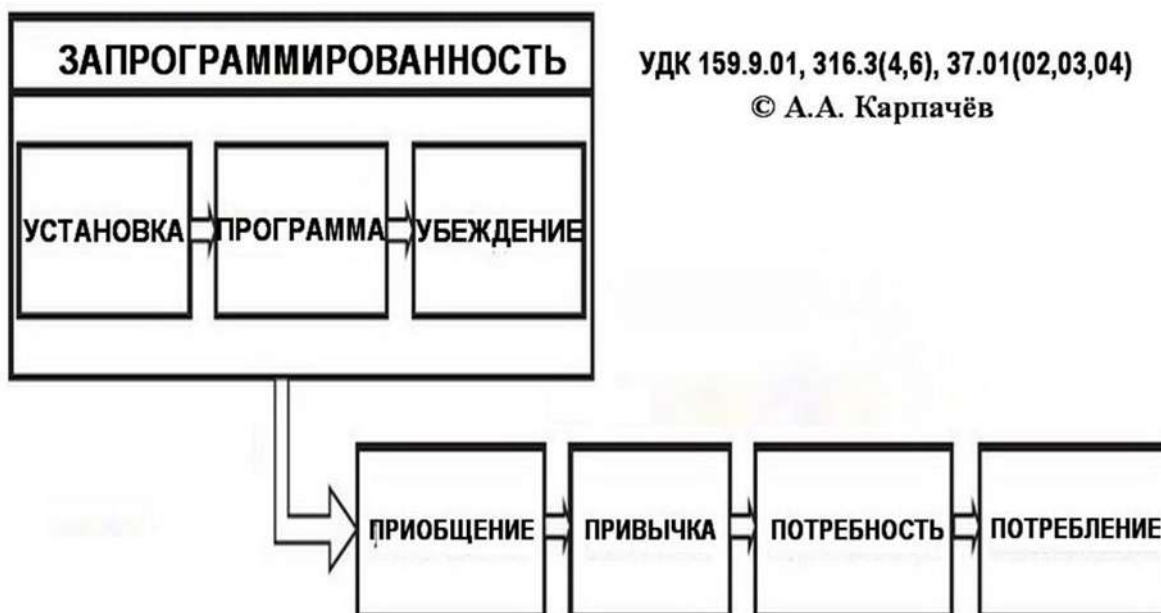 ЗАПРОГРАММИРОВАННОСТЬ
УДК 159.9.01, 316.3(4,6), 37.01(02,03,04)
© А.А. Карпачёв
УСТАНОВКА
ПРОГРАММА
УБЕЖДЕНИЕ
ПРИОБЩЕНИЕ
ПРИВЫЧКА
ПОТРЕБНОСТЬ
ПОТРЕБЛЕНИЕ